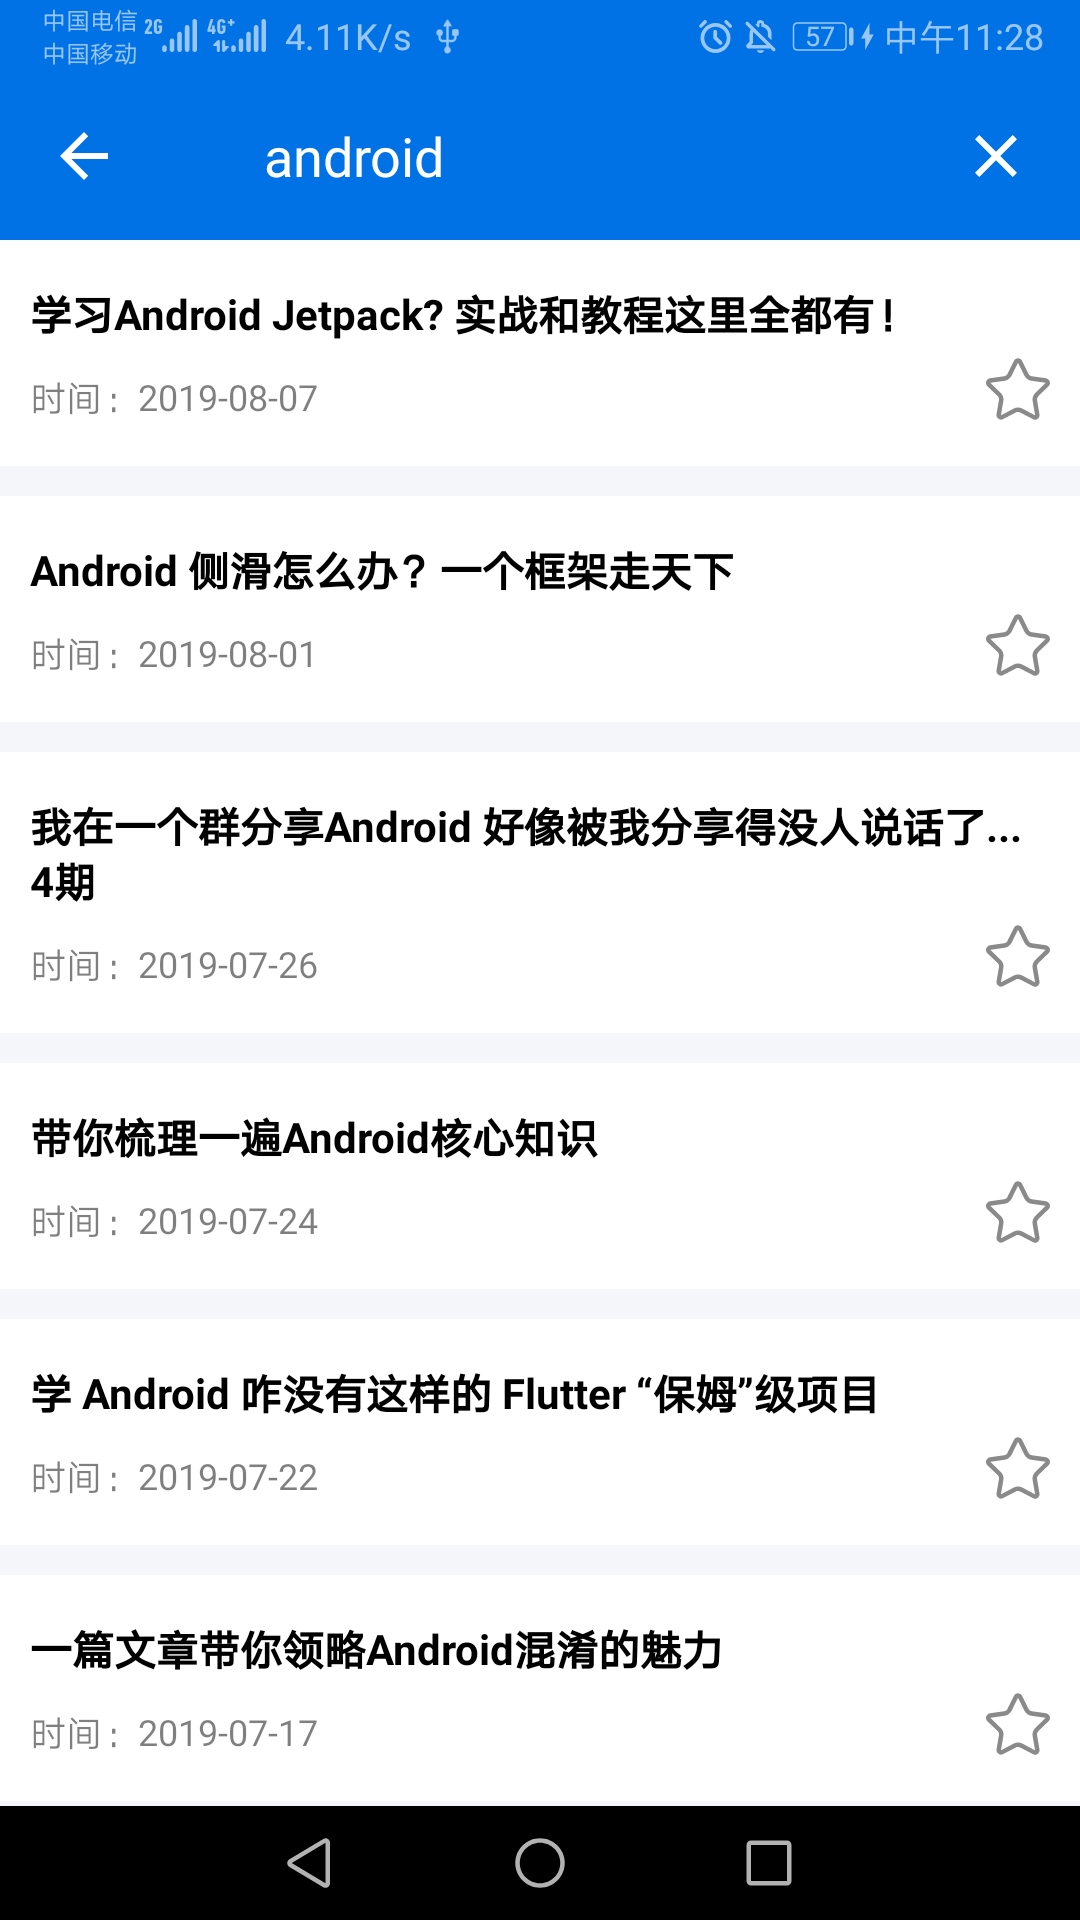 中国电信 2G 4G+ 4.11K/s 57 中午11:28
中国移动
android
学习Android Jetpack? 实战和教程这里全都有!
时间：2019-08-07
Android 侧滑怎么办？一个框架走天下
时间：2019-08-01
我在一个群分享Android 好像被我分享得没人说话了...
4期
时间：2019-07-26
带你梳理一遍Android核心知识
时间：2019-07-24
学 Android 咋没有这样的 Flutter “保姆”级项目
时间：2019-07-22
一篇文章带你领略Android混淆的魅力
时间：2019-07-17